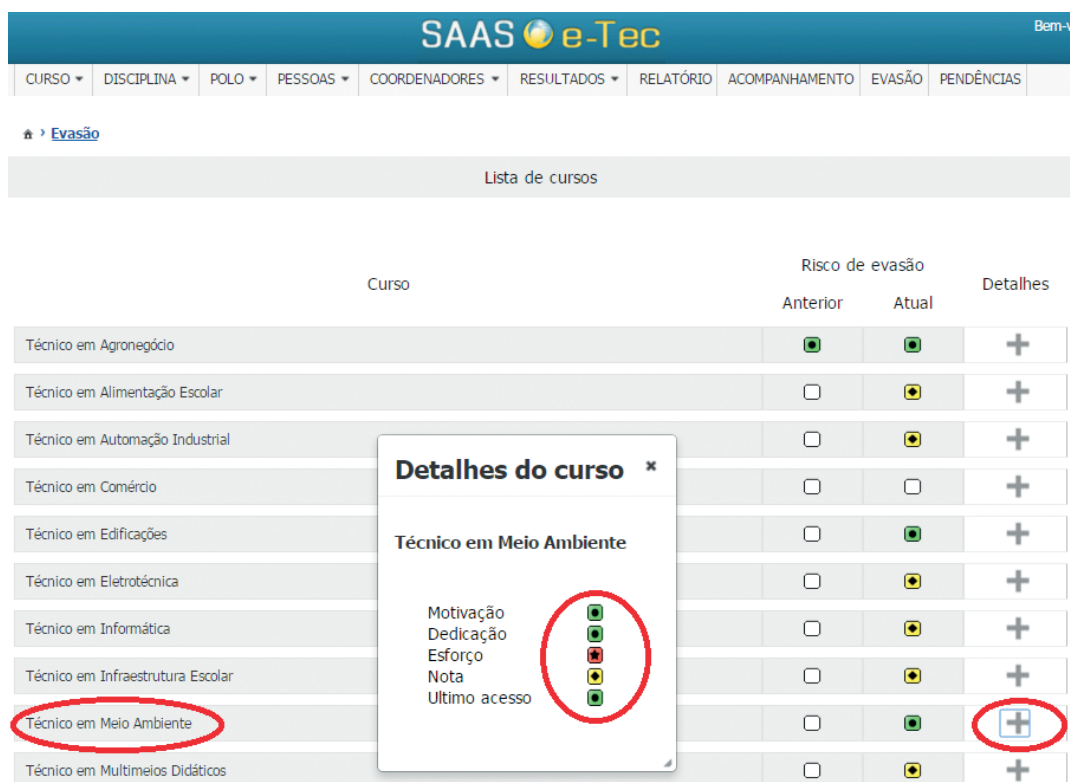 SAAS e-Tec
Bem-v
CURSO DISCIPLINA POLO PESSOAS COORDENADORES RESULTADOS RELATÓRIO ACOMPANHAMENTO EVASÃO PENDÊNCIAS
Evasão
Lista de cursos
Curso
Risco de evasão
Anterior Atual
Detalhes
Técnico em Agronegócio
Técnico em Alimentação Escolar
Técnico em Automação Industrial
Técnico em Comércio
Técnico em Edificações
Técnico em Eletrotécnica
Técnico em Informática
Técnico em Infraestrutura Escolar
Técnico em Meio Ambiente
Técnico em Multimeios Didáticos
Detalhes do curso
Técnico em Meio Ambiente
Motivação
Dedicação
Esforço
Nota
Ultimo acesso